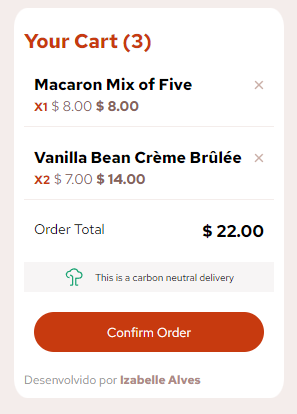 Your Cart (3)
Macaron Mix of Five ×
X1 $ 8.00 $ 8.00
Vanilla Bean Crème Brûlée ×
X2 $ 7.00 $ 14.00
Order Total $ 22.00
This is a carbon neutral delivery
Confirm Order
Desenvolvido por Izabelle Alves